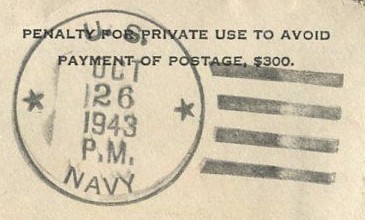 PENALTY FOR PRIVATE USE TO AVOID
PAYMENT OF POSTAGE, $300.
U.S.
OCT
26
1943
P.M.
NAVY